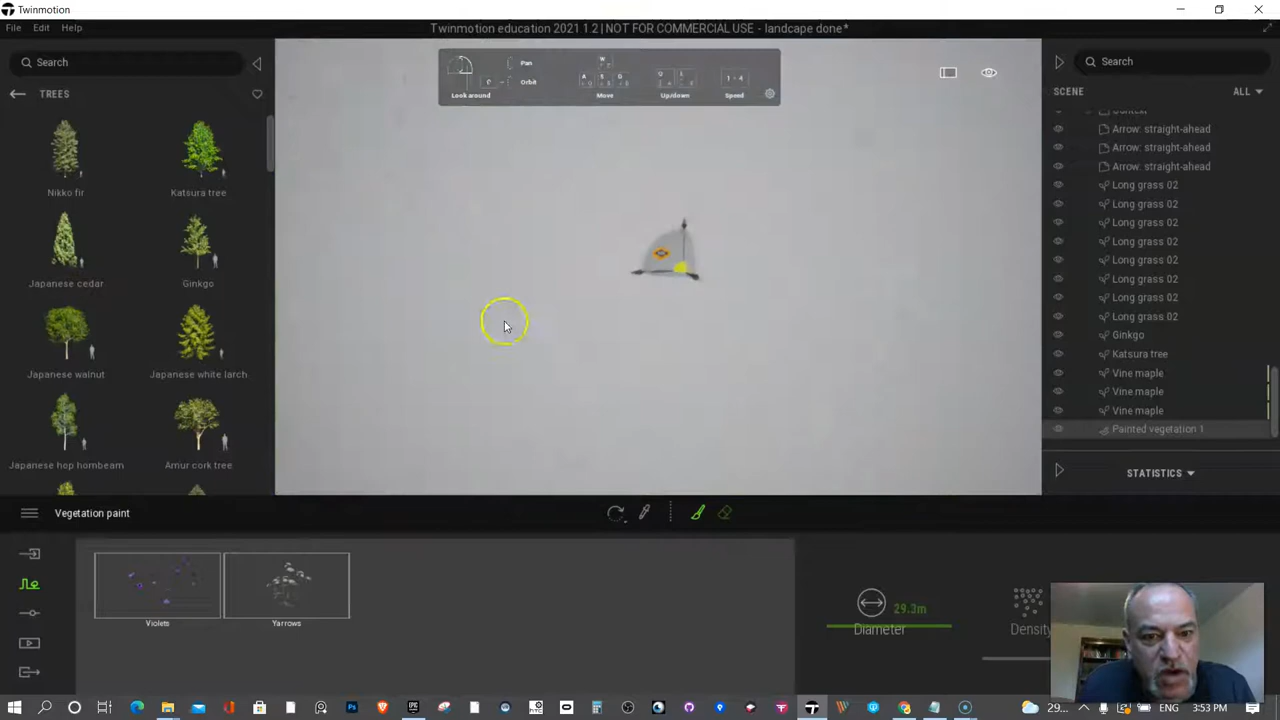 Twinmotion
File Edit Help
Twinmotion education 2021 1.2 | NOT FOR COMMERCIAL USE - landcape done*
Search
TREES
Nikko fir
Katsura tree
Japanese cedar
Ginkgo
Japanese walnut
Japanese white larch
Japanese hop hornbeam
Amur cork tree
Look around
Pan
Orbit
Move
Up/down
Speed
Search
SCENE
ALL
Arrow: straight-ahead
Arrow: straight-ahead
Arrow: straight-ahead
Long grass 02
Long grass 02
Long grass 02
Long grass 02
Long grass 02
Long grass 02
Long grass 02
Long grass 02
Ginkgo
Katsura tree
Vine maple
Vine maple
Vine maple
Painted vegetation 1
STATISTICS
Vegetation paint
Violets
Yarrows
29.3m
Diameter
Density
29...
ENG
3:53 PM